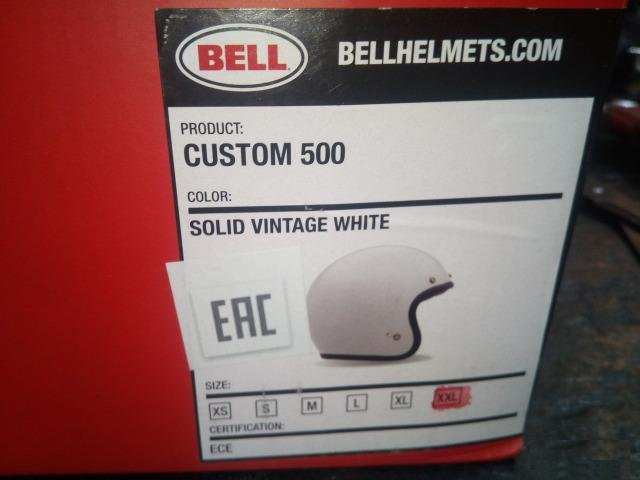 BELL
BELLHELMETS.COM
PRODUCT:
CUSTOM 500
COLOR:
SOLID VINTAGE WHITE
EAC
SIZE:
XS S M L XL XXL
CERTIFICATION:
ECE